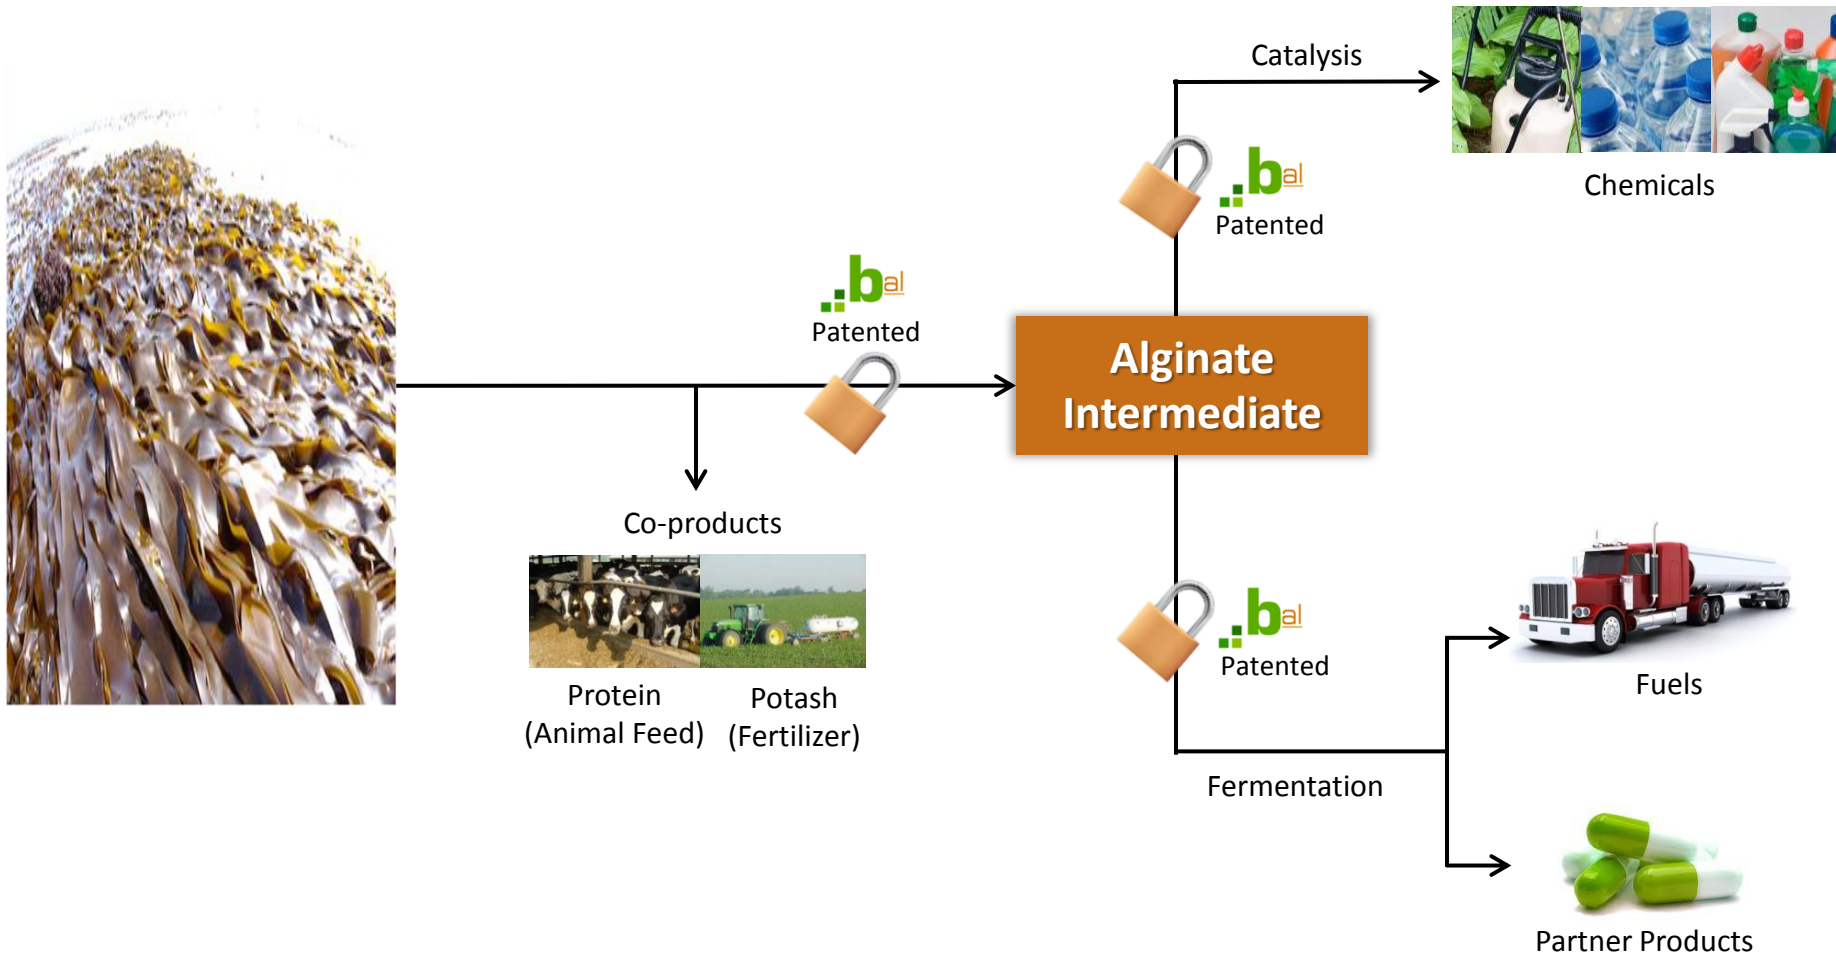 Catalysis
bal
Patented
Chemicals
bal
Patented
Alginate
Intermediate
Co-products
Protein
(Animal Feed)
Potash
(Fertilizer)
bal
Patented
Fuels
Fermentation
Partner Products